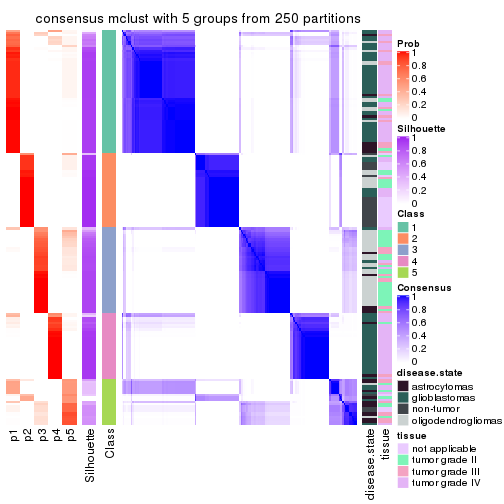 consensus mclust with 5 groups from 250 partitions
p1
p2
p3
p4
p5
Silhouette
Class
disease.state
tissue
Prob
1
0.8
0.6
0.4
0.2
0
Silhouette
1
0.8
0.6
0.4
0.2
0
Class
1
2
3
4
5
Consensus
1
0.8
0.6
0.4
0.2
0
disease.state
astrocytomas
glioblastomas
non-tumor
oligodendrogliomas
tissue
not applicable
tumor grade II
tumor grade III
tumor grade IV